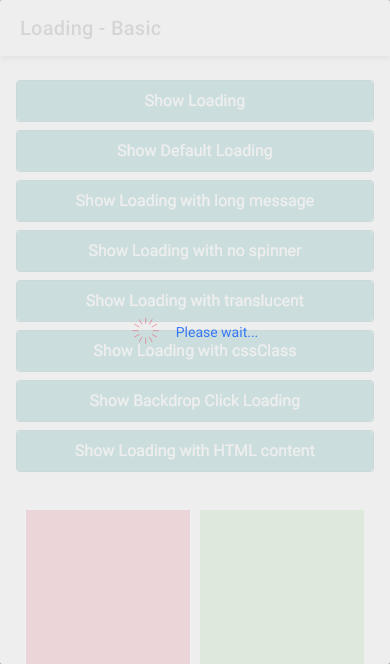 Loading - Basic
Show Loading
Show Default Loading
Show Loading with long message
Show Loading with no spinner
Show Loading with translucent
Please wait...
Show Loading with cssClass
Show Backdrop Click Loading
Show Loading with HTML content